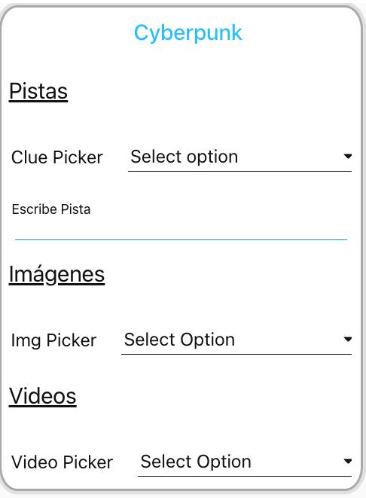 Cyberpunk
Pistas
Clue Picker Select option
Escribe Pista
Imágenes
Img Picker Select Option
Videos
Video Picker Select Option